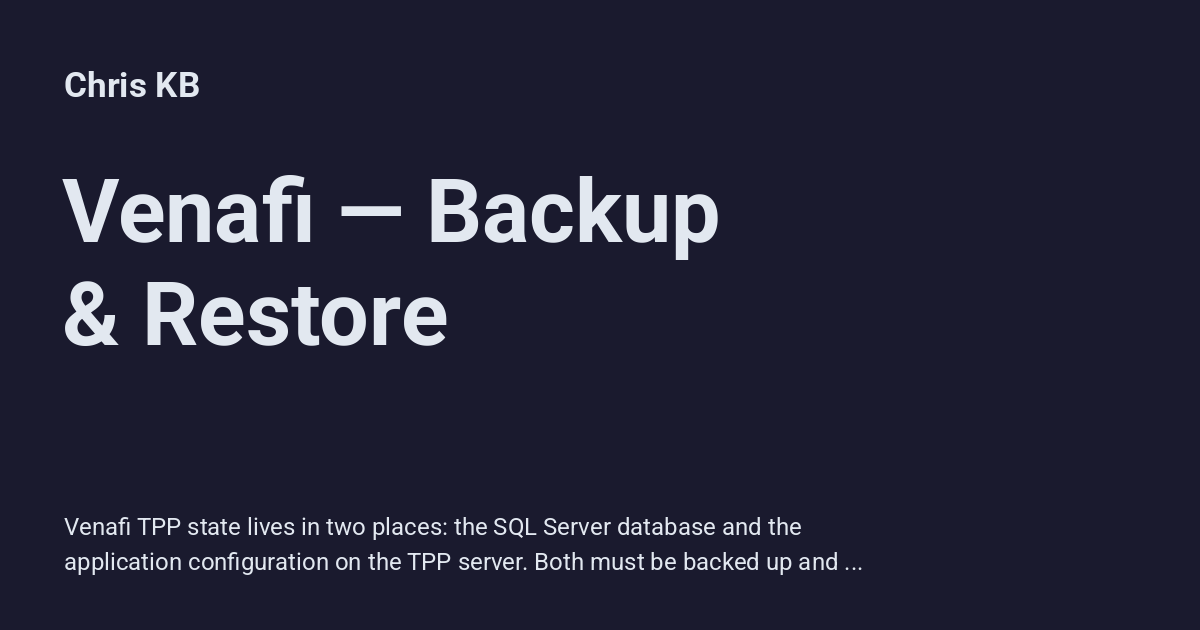 Chris KB
Venafi — Backup
& Restore
Venafi TPP state lives in two places: the SQL Server database and the
application configuration on the TPP server. Both must be backed up and ...